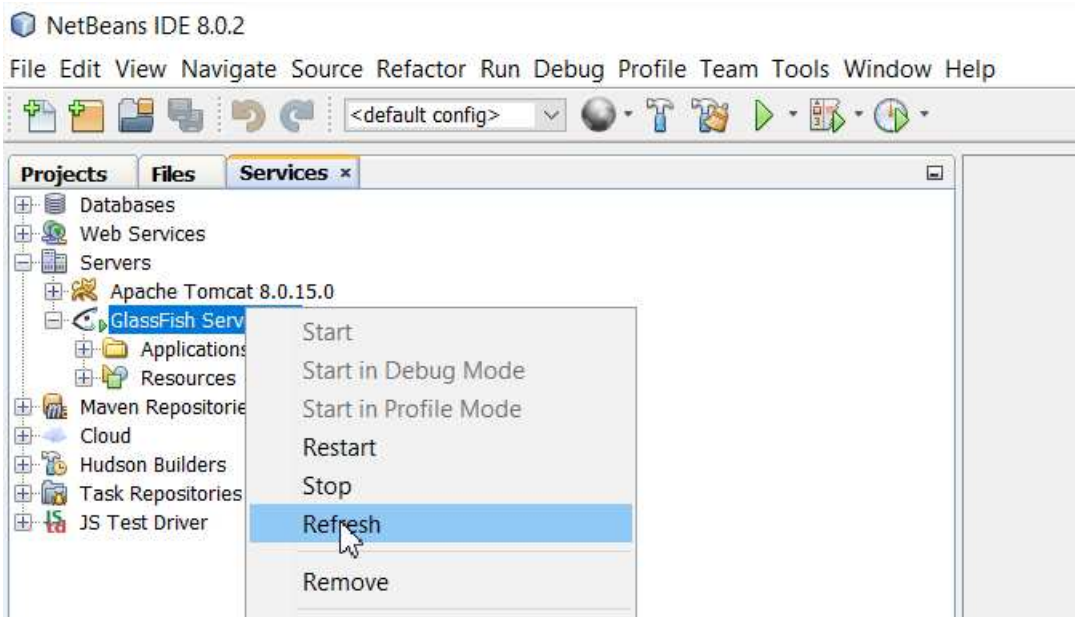 NetBeans IDE 8.0.2
File Edit View Navigate Source Refactor Run Debug Profile Team Tools Window Help
<default config>
Projects Files Services ×
Databases
Web Services
Servers
Apache Tomcat 8.0.15.0
GlassFish Serv
Applications
Resources
Maven Repositorie
Cloud
Hudson Builders
Task Repositories
JS Test Driver
Start
Start in Debug Mode
Start in Profile Mode
Restart
Stop
Refresh
Remove